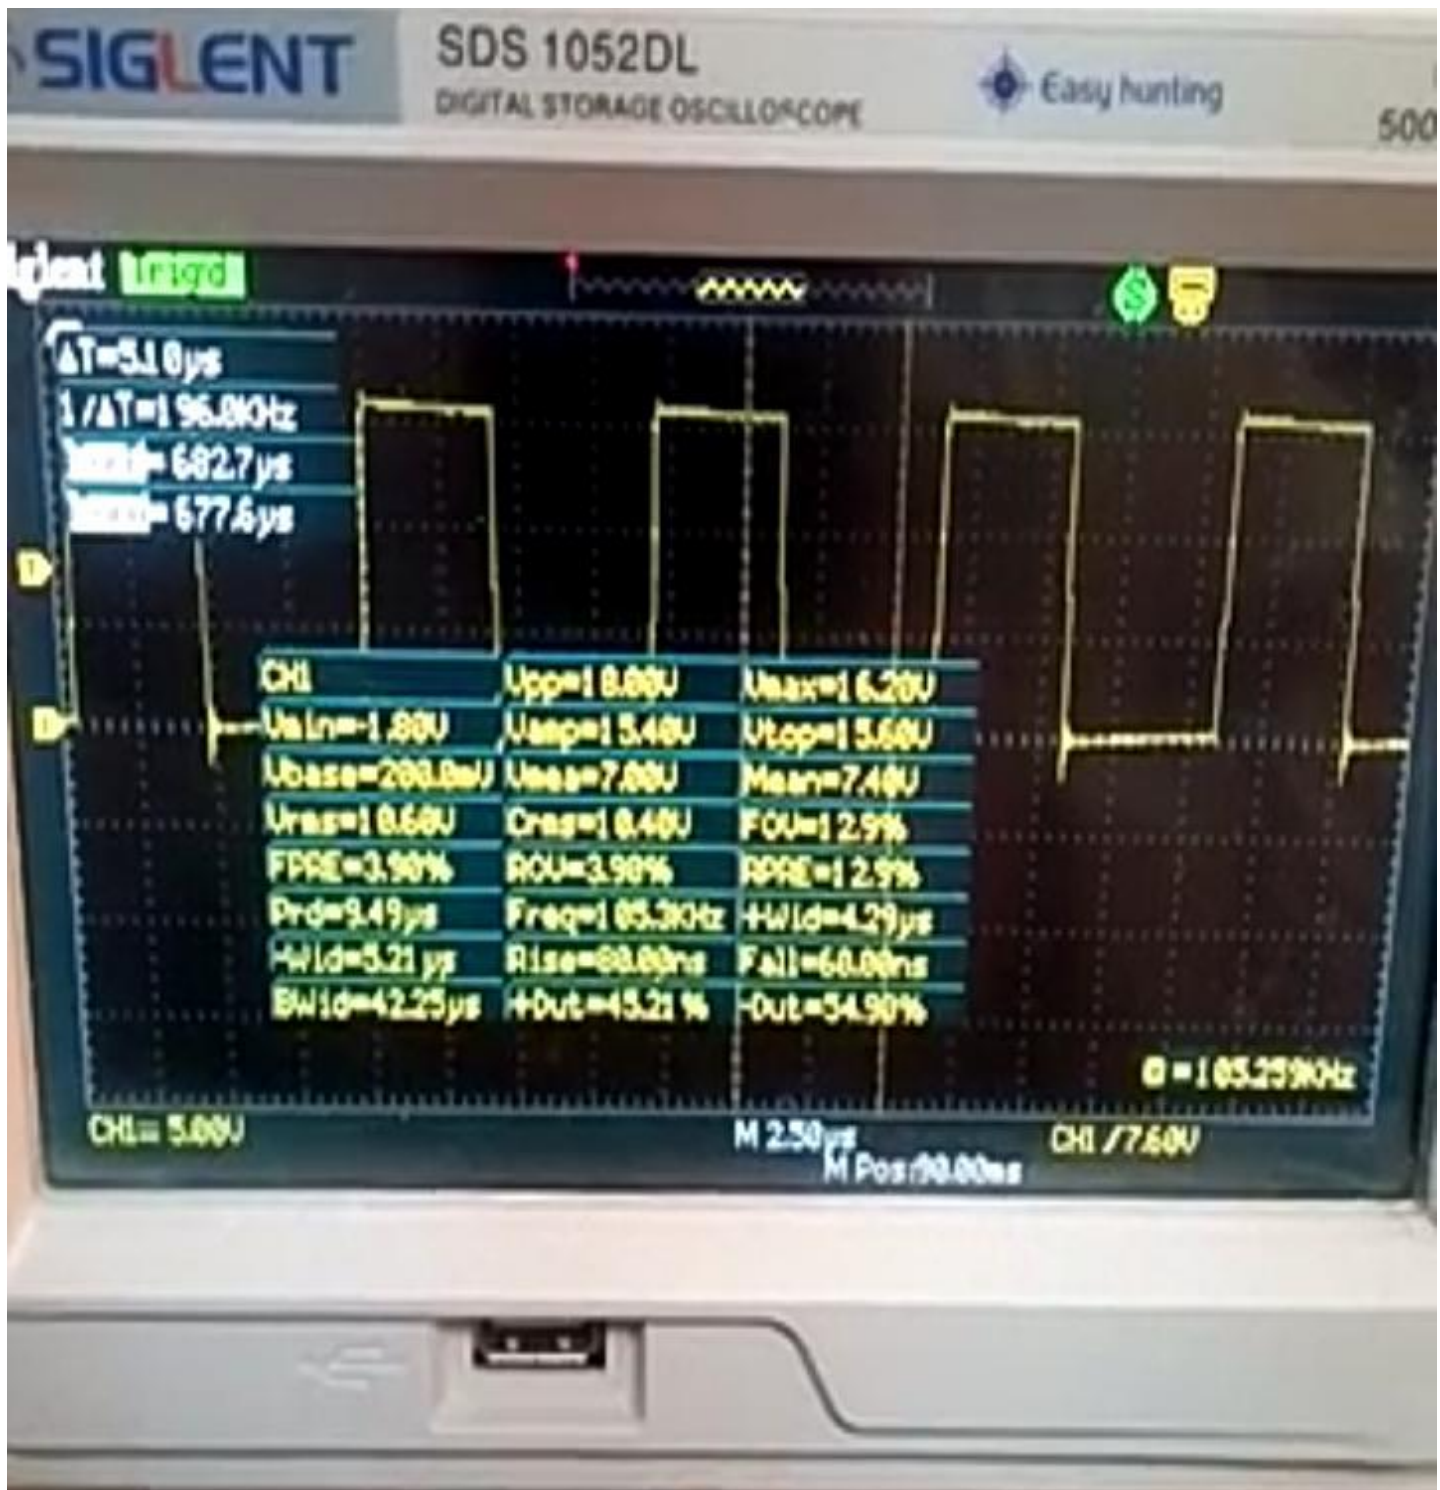 SIGLENT SDS 1052DL Easy hunting
DIGITAL STORAGE OSCILLOSCOPE 500
iglent Trig'd
ΔT=5.10µs
1/ΔT=196.0KHz
= 682.7µs
= 677.6µs
CH1 Vpp=18.00V Vmax=16.20V
Vmin=-1.80V Vamp=15.40V Vtop=15.60V
Vbase=200.0mV Vmea=7.00V Mean=7.40V
Vrms=10.60V Crms=10.40V FOV=12.9%
FPRE=3.90% ROV=3.90% RPRE=12.9%
Prd=9.49µs Freq=105.3KHz +Wid=4.29µs
-Wid=5.21µs Rise=80.00ns Fall=60.00ns
BWid=42.25µs +Dut=45.21% -Dut=54.90%
=105.259KHz
CH1 5.00V M 2.50µs CH1 /7.60V
M Pos:90.00ms